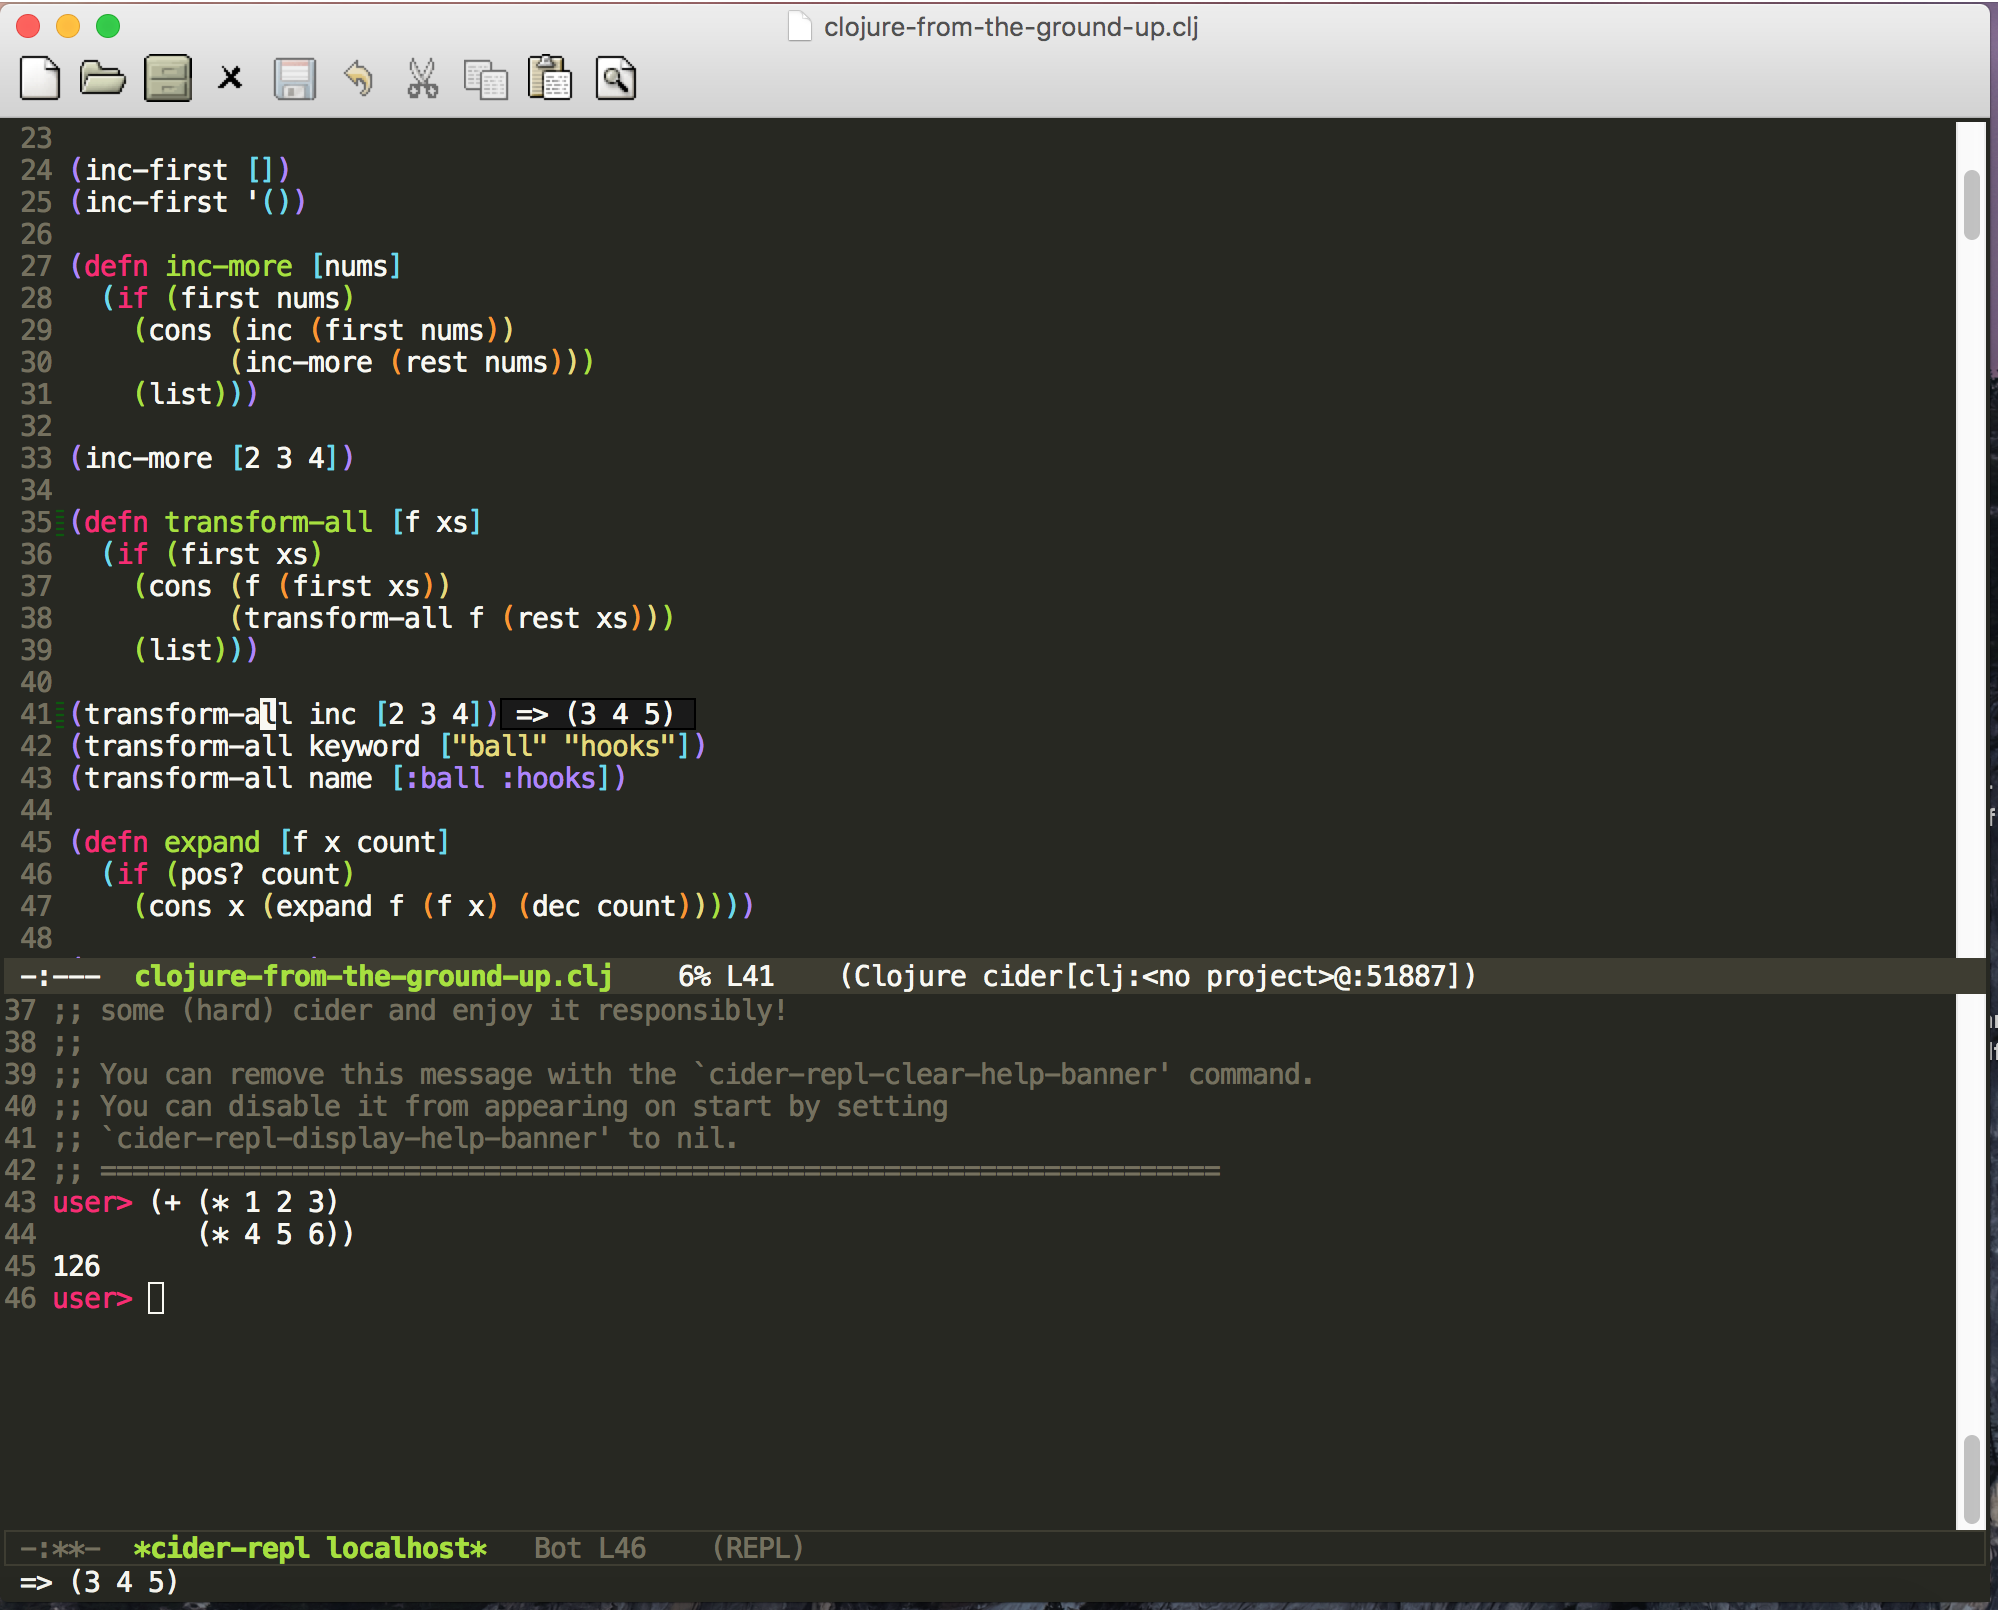 clojure-from-the-ground-up.clj
23
24 (inc-first [])
25 (inc-first '())
26
27 (defn inc-more [nums]
28   (if (first nums)
29     (cons (inc (first nums))
30           (inc-more (rest nums)))
31     (list)))
32
33 (inc-more [2 3 4])
34
35 (defn transform-all [f xs]
36   (if (first xs)
37     (cons (f (first xs))
38           (transform-all f (rest xs)))
39     (list)))
40
41 (transform-all inc [2 3 4]) => (3 4 5)
42 (transform-all keyword ["ball" "hooks"])
43 (transform-all name [:ball :hooks])
44
45 (defn expand [f x count]
46   (if (pos? count)
47     (cons x (expand f (f x) (dec count)))))
48
-:---  clojure-from-the-ground-up.clj    6% L41    (Clojure cider[clj:<no project>@:51887])
37 ;; some (hard) cider and enjoy it responsibly!
38 ;;
39 ;; You can remove this message with the `cider-repl-clear-help-banner' command.
40 ;; You can disable it from appearing on start by setting
41 ;; `cider-repl-display-help-banner' to nil.
42 ;; ======================================================================
43 user> (+ (* 1 2 3)
44          (* 4 5 6))
45 126
46 user>
-:**-  *cider-repl localhost*   Bot L46    (REPL)
=> (3 4 5)